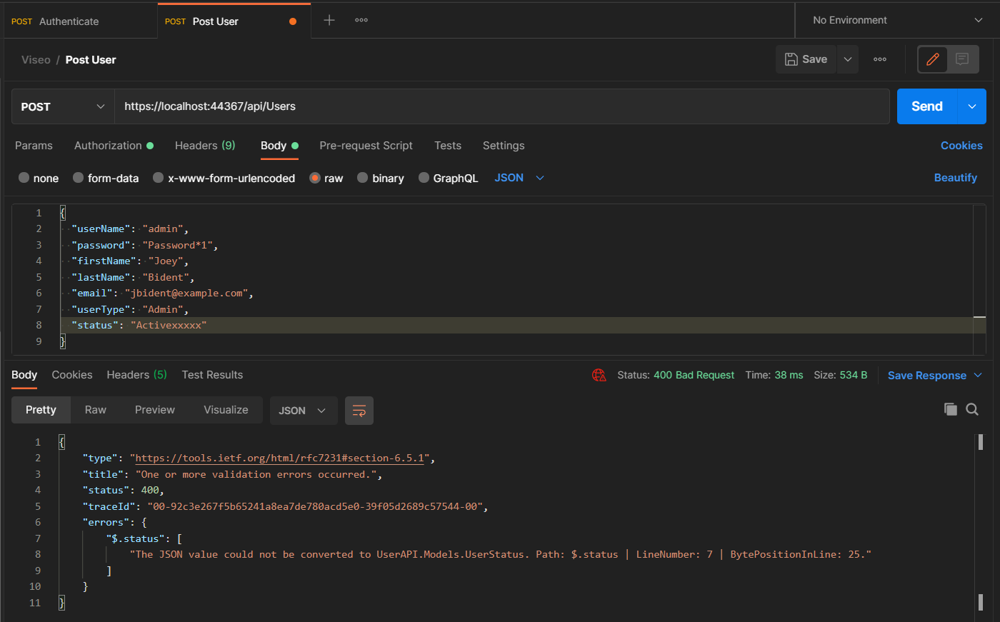 POST Authenticate
POST Post User
No Environment
Viseo / Post User
Save
POST
https://localhost:44367/api/Users
Send
Params Authorization Headers (9) Body Pre-request Script Tests Settings
Cookies
none form-data x-www-form-urlencoded raw binary GraphQL JSON
Beautify
1 {
2 "userName": "admin",
3 "password": "Password*1",
4 "firstName": "Joey",
5 "lastName": "Bident",
6 "email": "jbident@example.com",
7 "userType": "Admin",
8 "status": "Activexxxxx"
9 }
Body Cookies Headers (5) Test Results
Status: 400 Bad Request Time: 38 ms Size: 534 B
Save Response
Pretty Raw Preview Visualize JSON
1 {
2 "type": "https://tools.ietf.org/html/rfc7231#section-6.5.1",
3 "title": "One or more validation errors occurred.",
4 "status": 400,
5 "traceId": "00-92c3e267f5b65241a8ea7de780acd5e0-39f05d2689c57544-00",
6 "errors": {
7 "$.status": [
8 "The JSON value could not be converted to UserAPI.Models.UserStatus. Path: $.status | LineNumber: 7 | BytePositionInLine: 25."
9 ]
10 }
11 }